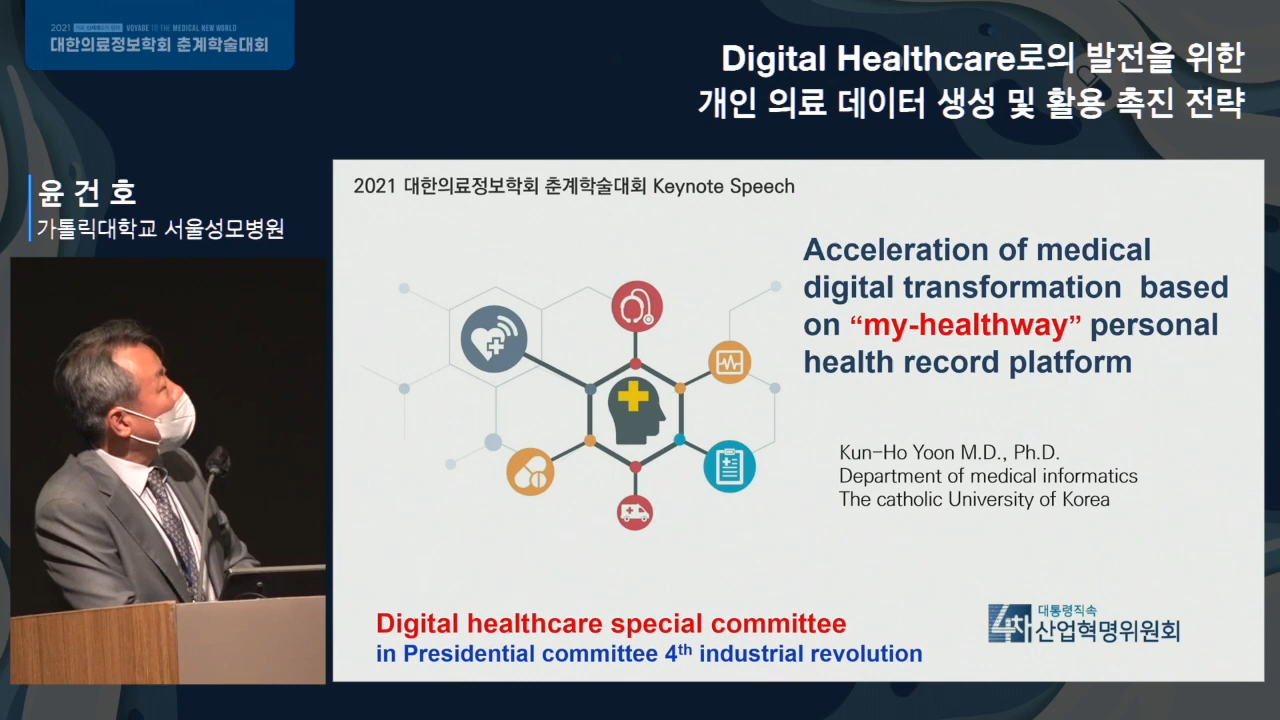 2021 VOYAGE TO THE MEDICAL NEW WORLD
대한의료정보학회 춘계학술대회
Digital Healthcare로의 발전을 위한
개인 의료 데이터 생성 및 활용 촉진 전략
윤 건 호
가톨릭대학교 서울성모병원
2021 대한의료정보학회 춘계학술대회 Keynote Speech
Acceleration of medical
digital transformation based
on “my-healthway” personal
health record platform
Kun-Ho Yoon M.D., Ph.D.
Department of medical informatics
The catholic University of Korea
Digital healthcare special committee
in Presidential committee 4th industrial revolution
대통령직속
4차 산업혁명위원회